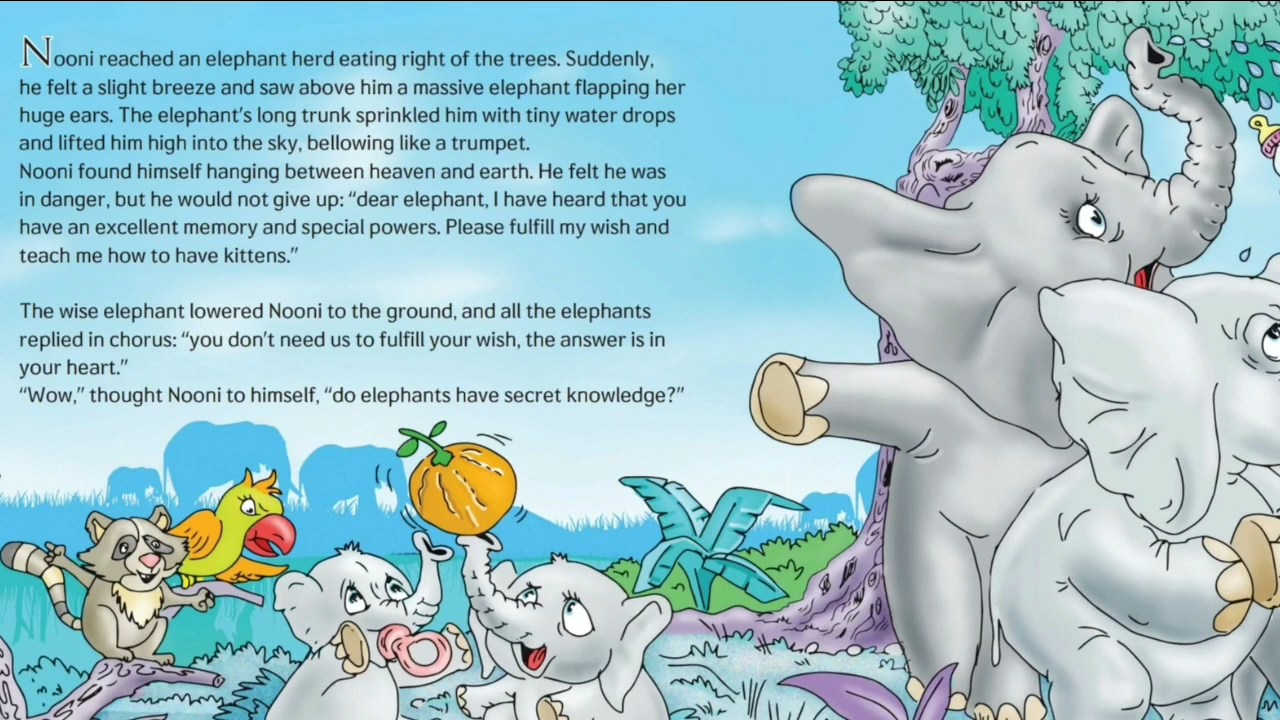 Nooni reached an elephant herd eating right of the trees. Suddenly,
he felt a slight breeze and saw above him a massive elephant flapping her
huge ears. The elephant's long trunk sprinkled him with tiny water drops
and lifted him high into the sky, bellowing like a trumpet.
Nooni found himself hanging between heaven and earth. He felt he was
in danger, but he would not give up: “dear elephant, I have heard that you
have an excellent memory and special powers. Please fulfill my wish and
teach me how to have kittens.”
The wise elephant lowered Nooni to the ground, and all the elephants
replied in chorus: “you don't need us to fulfill your wish, the answer is in
your heart.”
“Wow,” thought Nooni to himself, “do elephants have secret knowledge?”